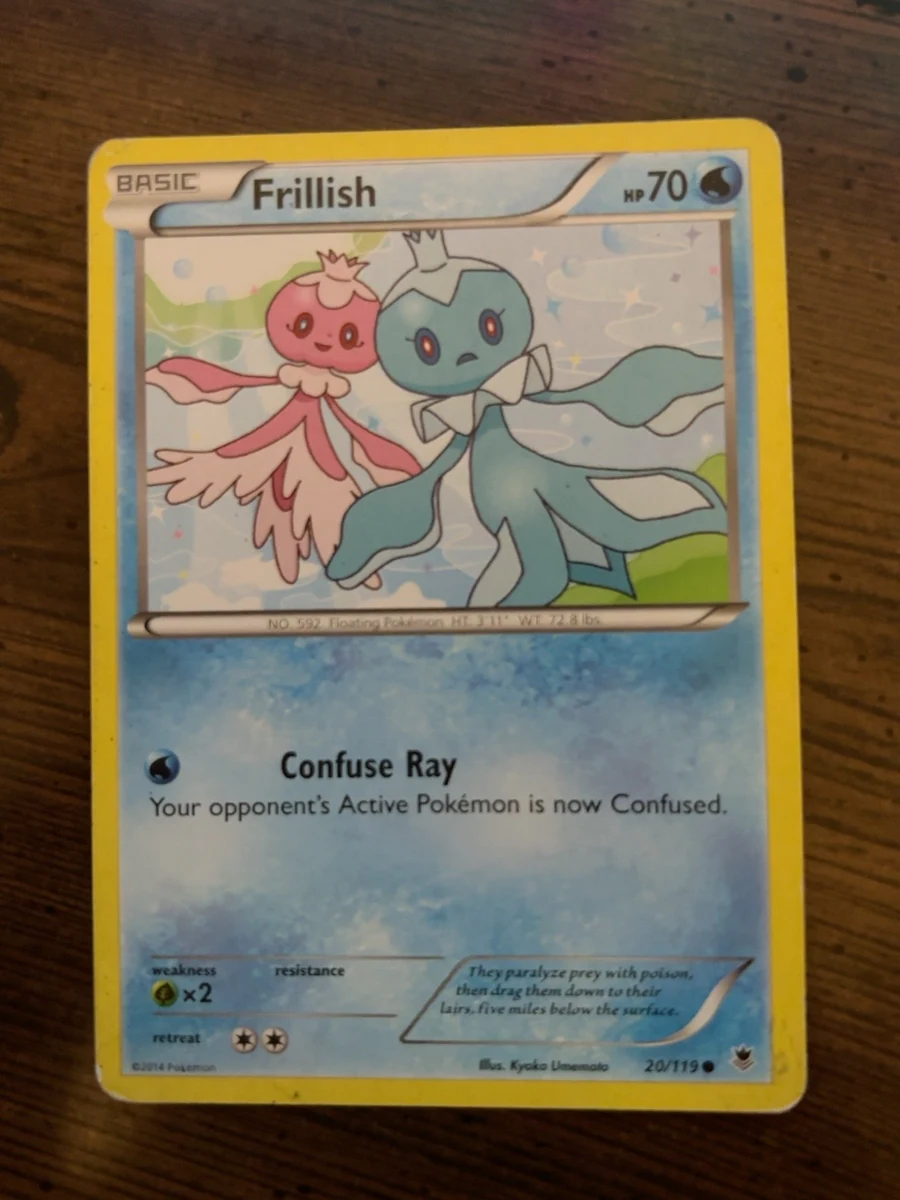 BASIC
Frillish
HP 70
NO. 592 Floating Pokémon HT: 3'11" WT: 72.8 lbs.
Confuse Ray
Your opponent's Active Pokémon is now Confused.
weakness
×2
resistance
retreat
They paralyze prey with poison,
then drag them down to their
lairs, five miles below the surface.
©2014 Pokémon
Illus. Kyoko Umemoto
20/119